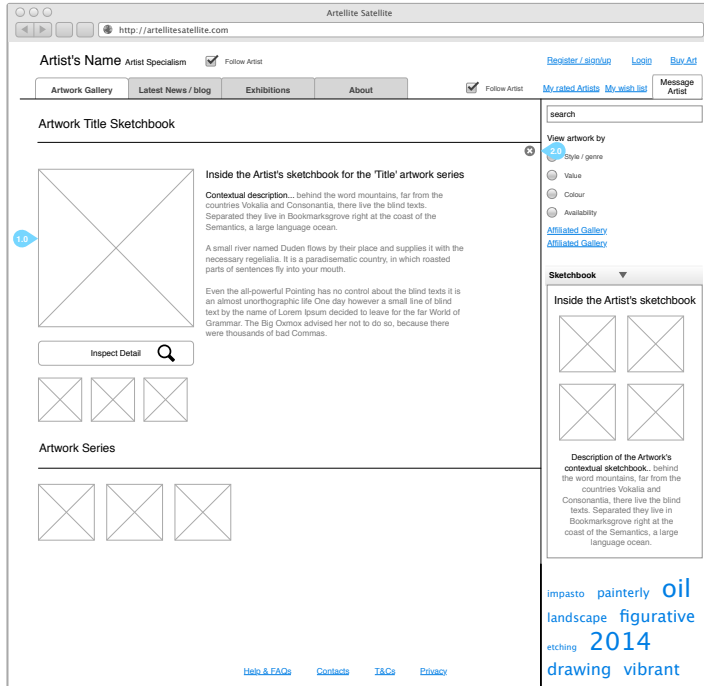 Artellite Satellite
http://artellitesatellite.com
Artist's Name Artist Specialism Follow Artist
Register / sign/up Login Buy Art
Artwork Gallery Latest News / blog Exhibitions About
Follow Artist My rated Artists My wish list Message Artist
Artwork Title Sketchbook
Inside the Artist's sketchbook for the 'Title' artwork series
Contextual description... behind the word mountains, far from the
countries Vokalia and Consonantia, there live the blind texts.
Separated they live in Bookmarksgrove right at the coast of the
Semantics, a large language ocean.
A small river named Duden flows by their place and supplies it with the
necessary regelialia. It is a paradisematic country, in which roasted
parts of sentences fly into your mouth.
Even the all-powerful Pointing has no control about the blind texts it is
an almost unorthographic life One day however a small line of blind
text by the name of Lorem Ipsum decided to leave for the far World of
Grammar. The Big Oxmox advised her not to do so, because there
were thousands of bad Commas.
1.0
Inspect Detail
Artwork Series
search
View artwork by
2.0
Style / genre
Value
Colour
Availability
Affiliated Gallery
Affiliated Gallery
Sketchbook
Inside the Artist's sketchbook
Description of the Artwork's
contextual sketchbook.. behind
the word mountains, far from
the countries Vokalia and
Consonantia, there live the blind
texts. Separated they live in
Bookmarksgrove right at the
coast of the Semantics, a large
language ocean.
impasto painterly oil
landscape figurative
etching 2014
drawing vibrant
Help & FAQs Contacts T&Cs Privacy